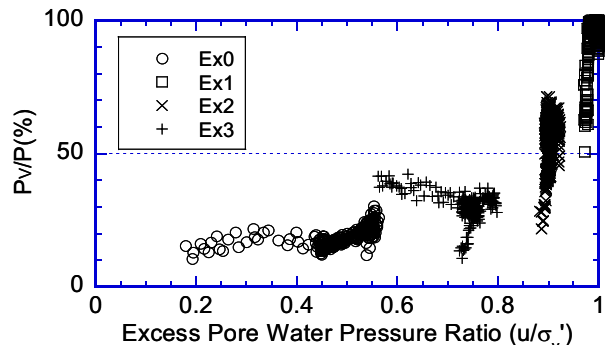 100
Ex0
Ex1
Ex2
Ex3
50
0
Pv/P(%)
0 0.2 0.4 0.6 0.8 1
Excess Pore Water Pressure Ratio (u/σv')